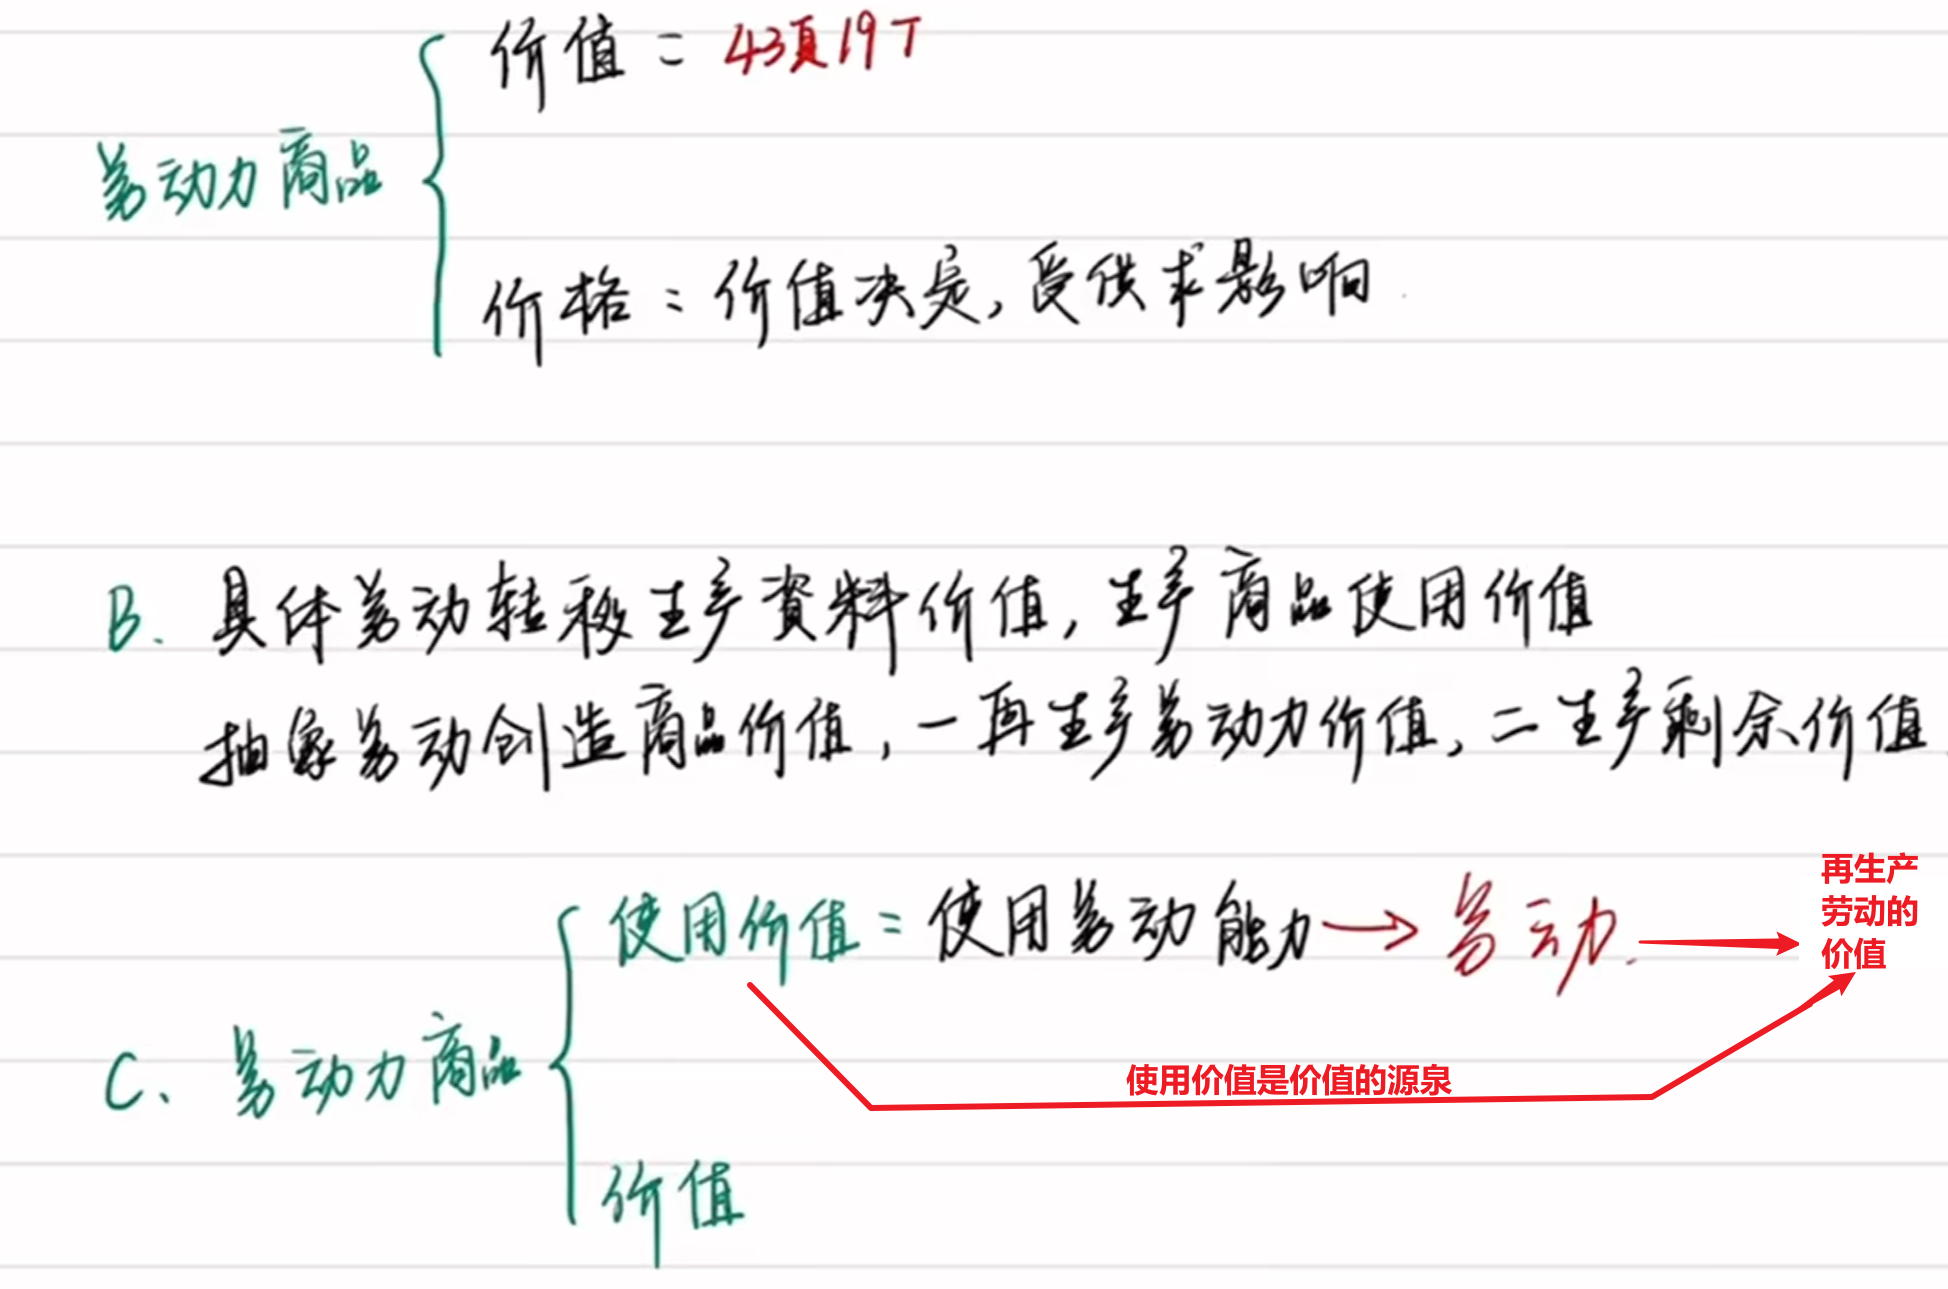 价值 = 43页19T
劳动力商品
价格 = 价值决定, 受供求影响
B. 具体劳动转移生产资料价值, 生产商品使用价值
抽象劳动创造商品价值, 一再生产劳动力价值, 二生产剩余价值
再生产
劳动的
价值
使用价值 = 使用劳动能力 → 劳动.
C、劳动力商品
使用价值是价值的源泉
价值